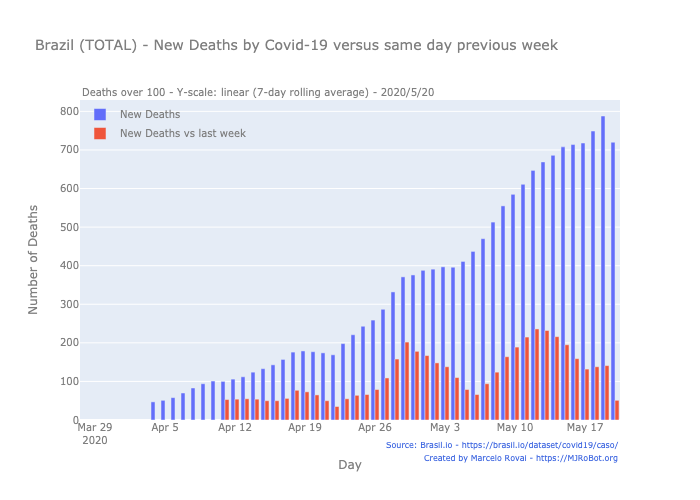 Brazil (TOTAL) - New Deaths by Covid-19 versus same day previous week
Deaths over 100 - Y-scale: linear (7-day rolling average) - 2020/5/20
New Deaths
New Deaths vs last week
800
700
600
500
400
300
200
100
0
Number of Deaths
Mar 29 Apr 5 Apr 12 Apr 19 Apr 26 May 3 May 10 May 17
2020
Source: Brasil.io - https://brasil.io/dataset/covid19/caso/
Created by Marcelo Rovai - https://MJRoBot.org
Day